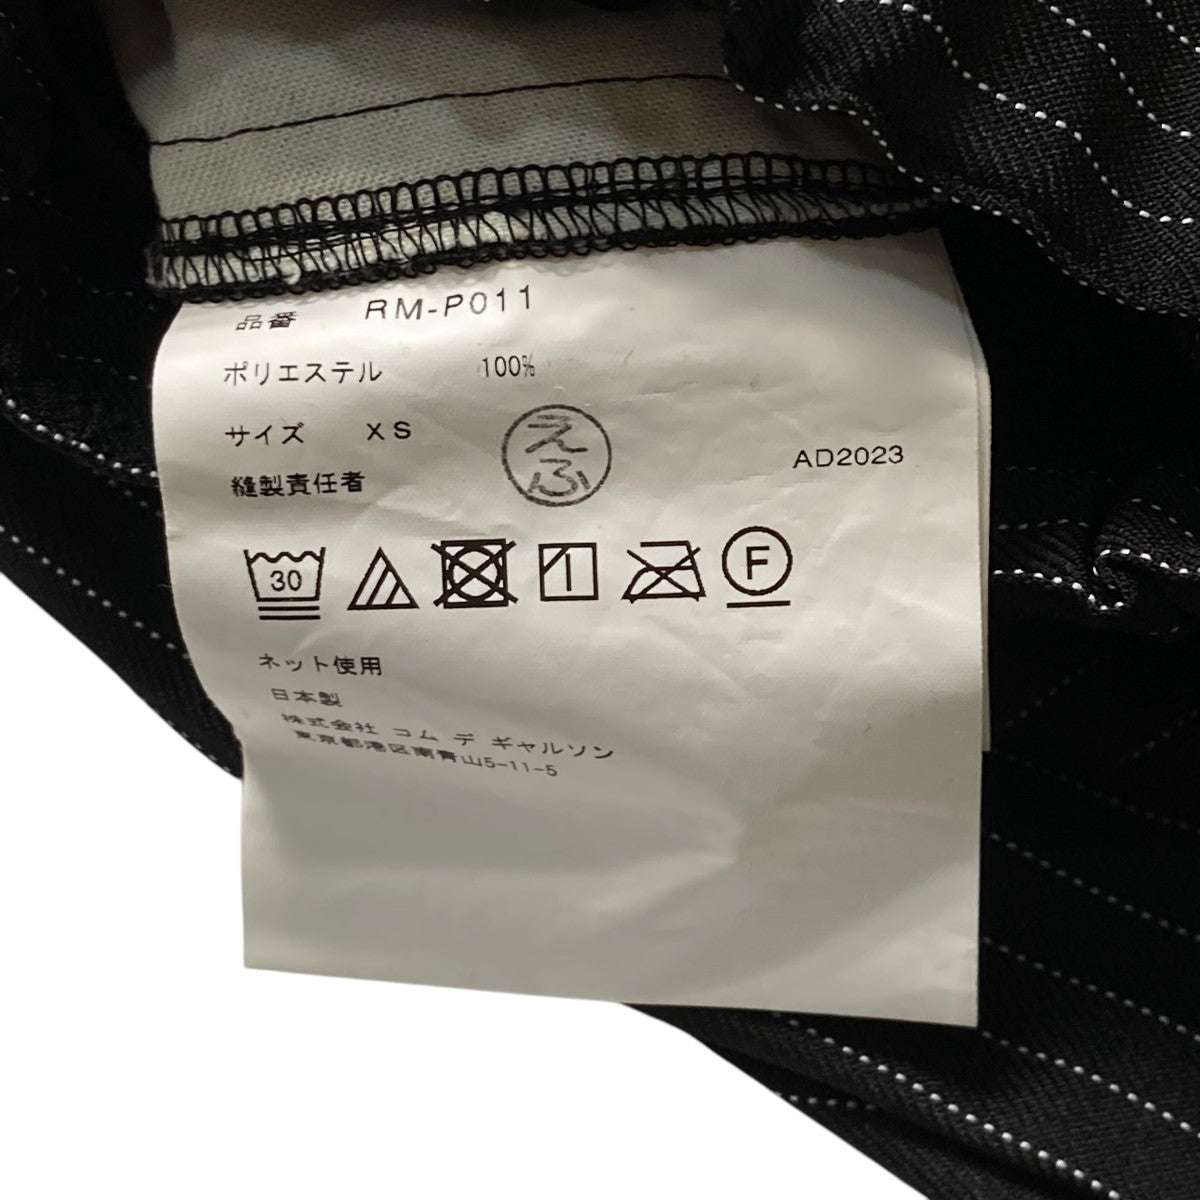 品番 RM-P011
ポリエステル 100%
サイズ XS
えふ
AD2023
縫製責任者
30
F
ネット使用
日本製
株式会社 コム デ ギャルソン
東京都港区南青山5-11-5